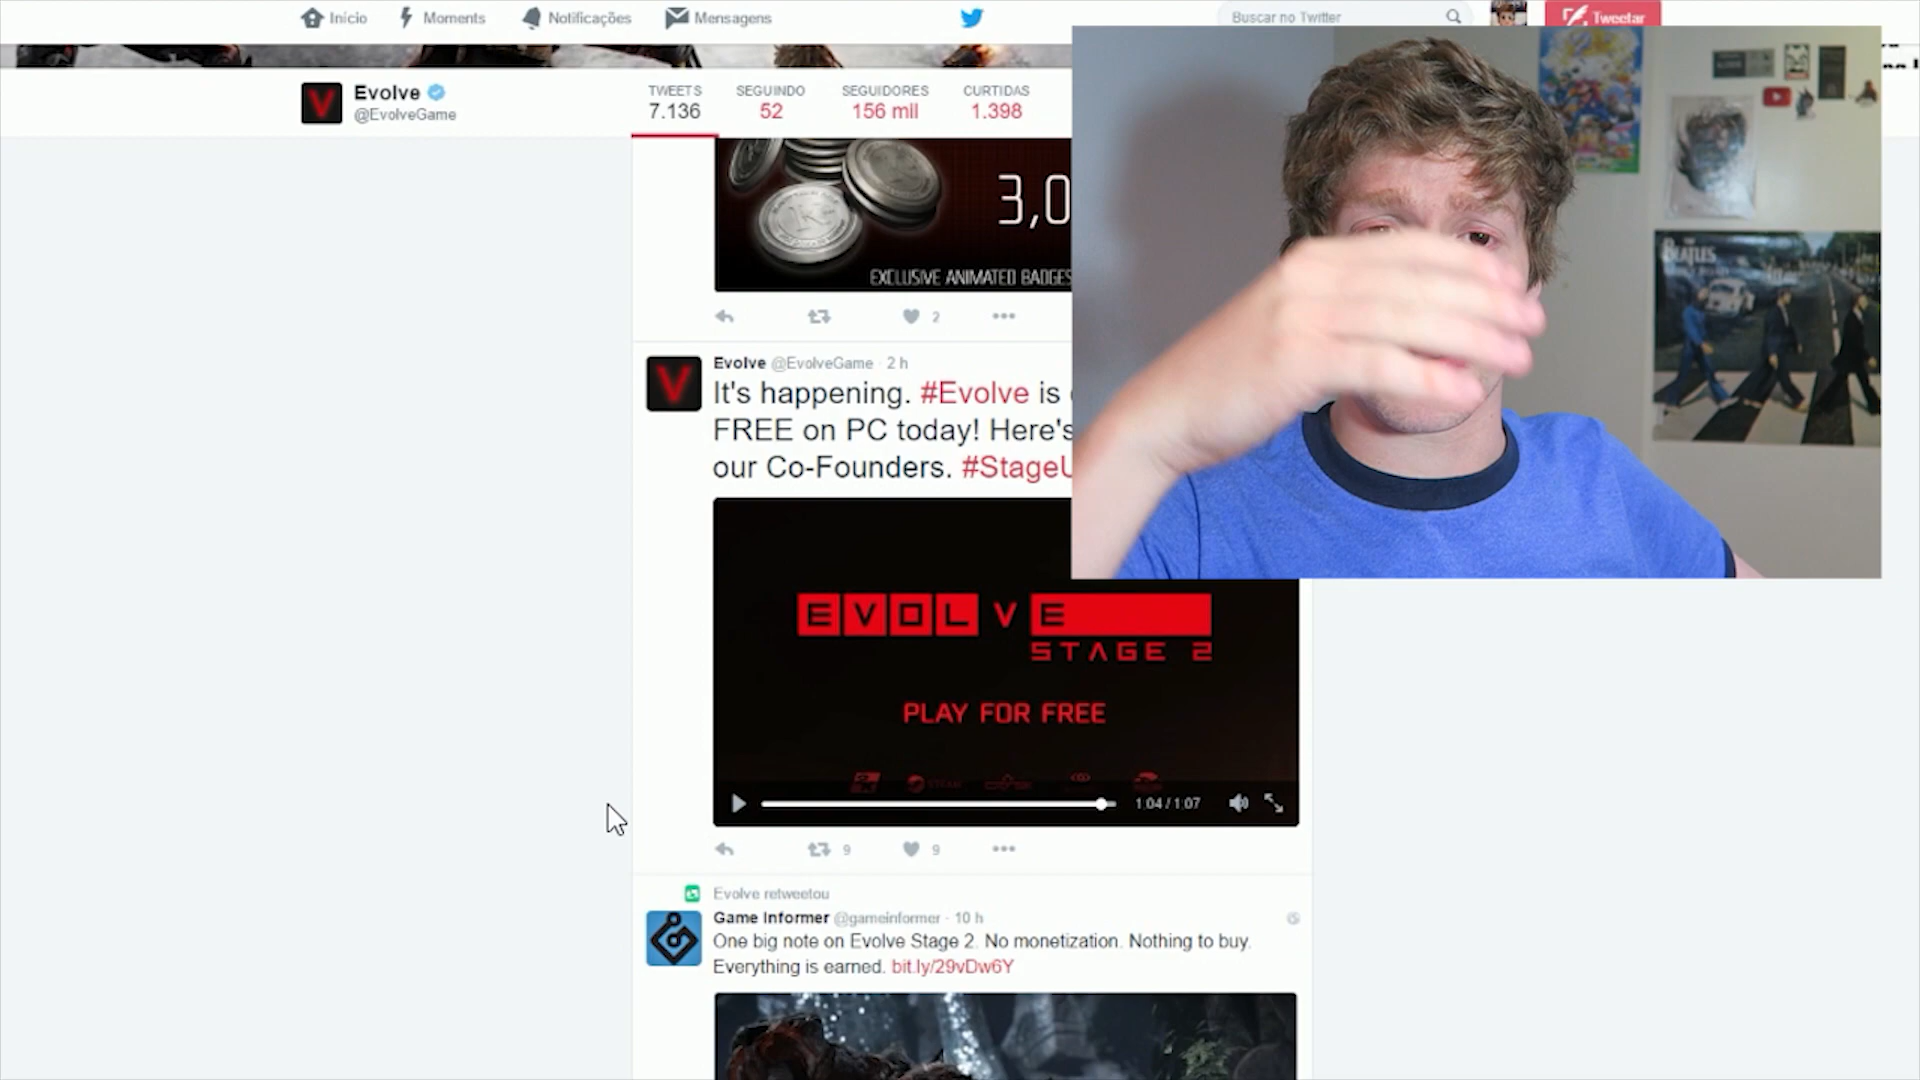 Início Moments Notificações Mensagens Buscar no Twitter Tweetar
Evolve
@EvolveGame
TWEETS SEGUINDO SEGUIDORES CURTIDAS
7.136 52 156 mil 1.398
3,0
EXCLUSIVE ANIMATED BADGES
2
Evolve @EvolveGame · 2 h
It's happening. #Evolve is
FREE on PC today! Here's
our Co-Founders. #StageU
EVOLVE
STAGE 2
PLAY FOR FREE
STEAM
1:04 / 1:07
9 9
Evolve retweetou
Game Informer @gameinformer · 10 h
One big note on Evolve Stage 2. No monetization. Nothing to buy.
Everything is earned. bit.ly/29vDw6Y
THE
BEATLES